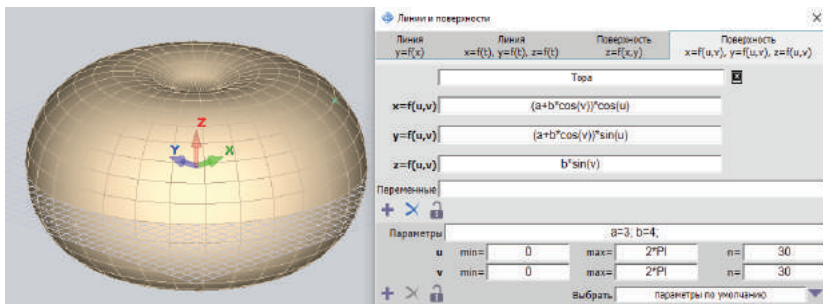 Линии и поверхности
Линия Линия Поверхность Поверхность
y=f(x) x=f(t), y=f(t), z=f(t) z=f(x,y) x=f(u,v), y=f(u,v), z=f(u,v)
Тора
x=f(u,v) (a+b*cos(v))*cos(u)
y=f(u,v) (a+b*cos(v))*sin(u)
z=f(u,v) b*sin(v)
Переменные
Параметры a=3; b=4;
u min= 0 max= 2*PI n= 30
v min= 0 max= 2*PI n= 30
Выбрать параметры по умолчанию
Z
Y X